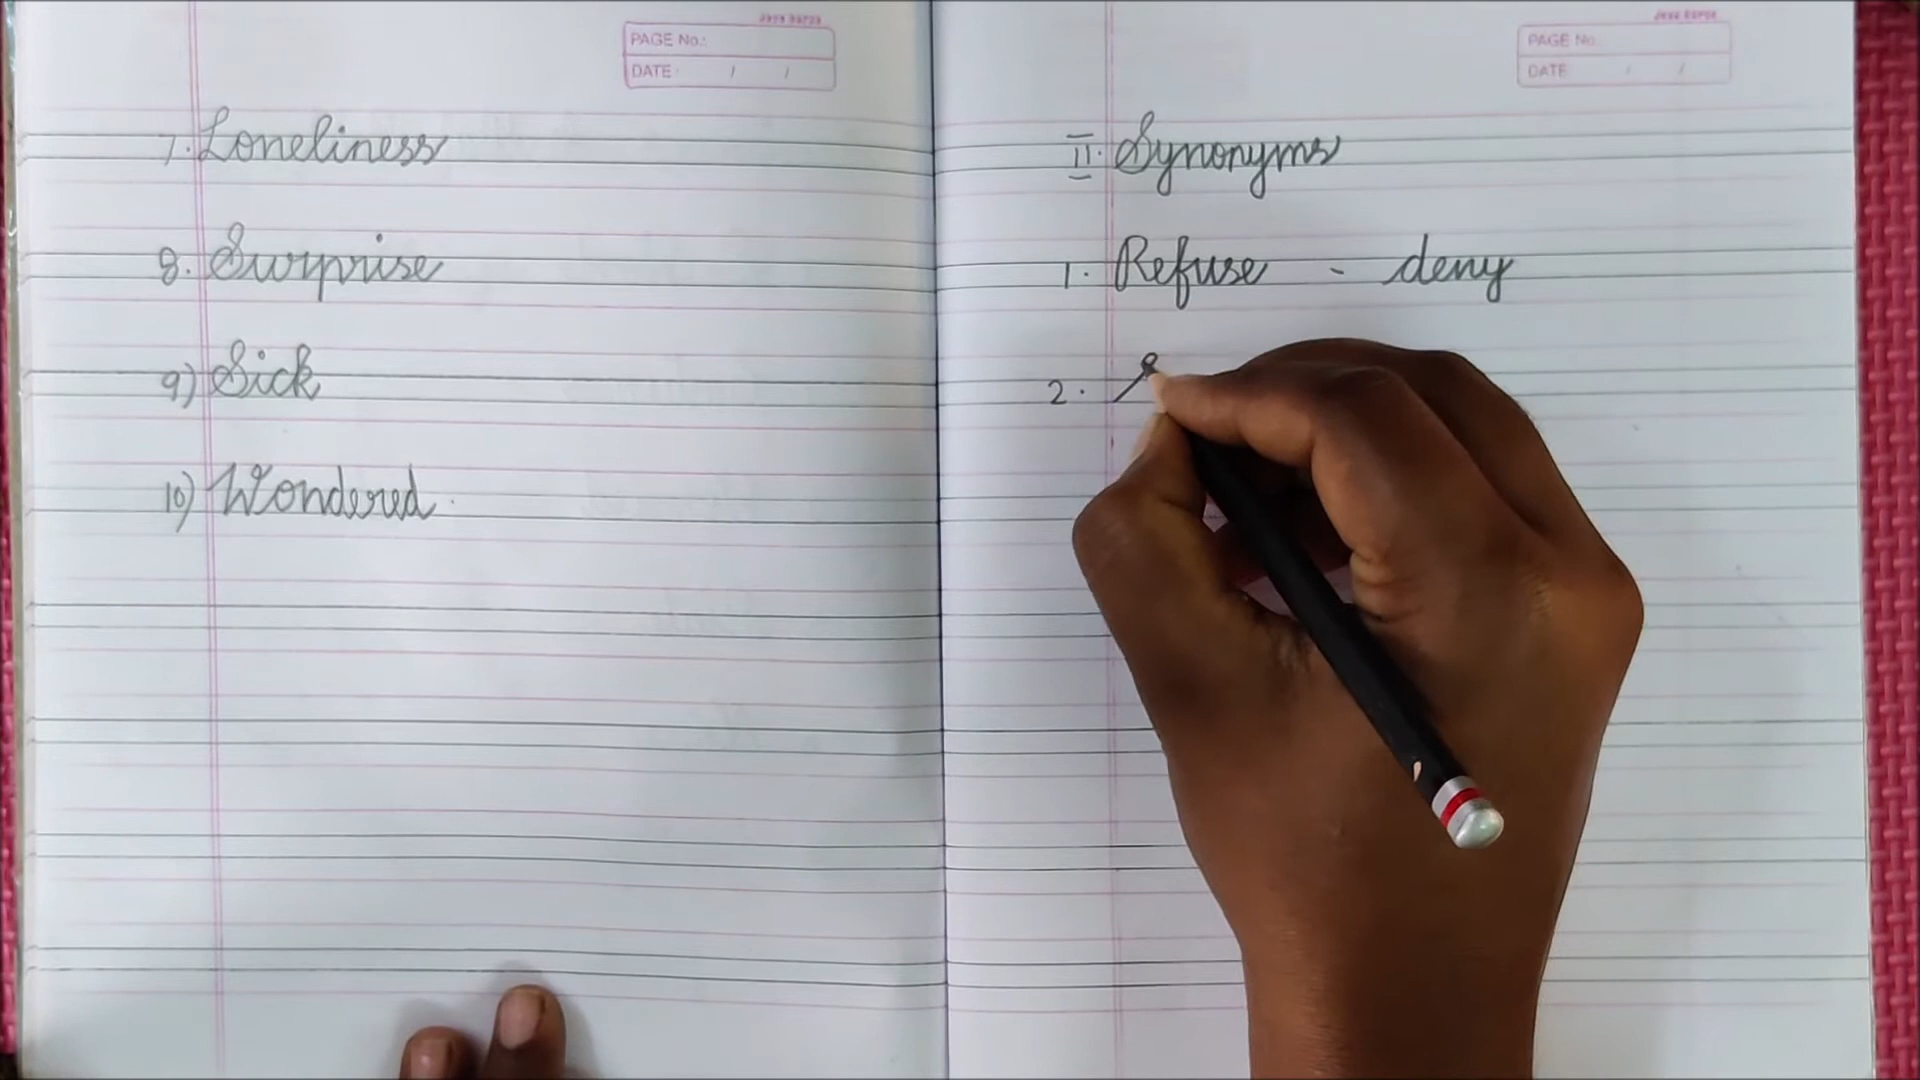 PAGE No.:
DATE: / /
7. Loneliness
8. Surprise
9) Sick
10) Wondered.
PAGE No.:
DATE / /
II. Synonyms
1. Refuse - deny
2.